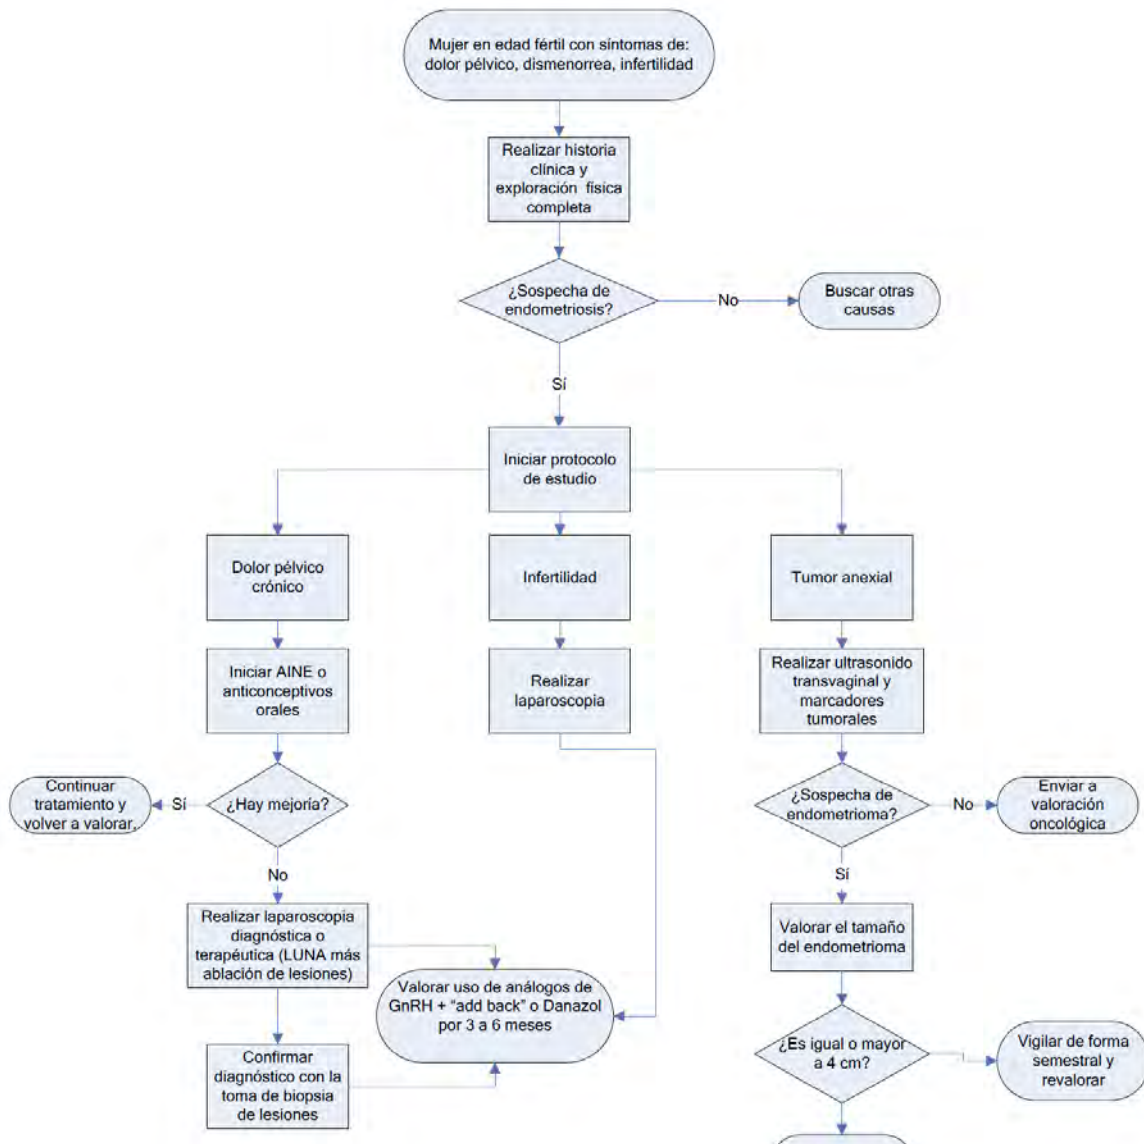 Mujer en edad fértil con síntomas de:
dolor pélvico, dismenorrea, infertilidad
Realizar historia
clínica y
exploración física
completa
¿Sospecha de
endometriosis?
No
Buscar otras
causas
Sí
Iniciar protocolo
de estudio
Dolor pélvico
crónico
Infertilidad
Tumor anexial
Iniciar AINE o
anticonceptivos
orales
Realizar
laparoscopia
Realizar ultrasonido
transvaginal y
marcadores
tumorales
Continuar
tratamiento y
volver a valorar,
Sí
¿Hay mejoría?
¿Sospecha de
endometrioma?
No
Enviar a
valoración
oncológica
No
Sí
Realizar laparoscopia
diagnóstica o
terapéutica (LUNA más
ablación de lesiones)
Valorar el tamaño
del endometrioma
Valorar uso de análogos de
GnRH + “add back” o Danazol
por 3 a 6 meses
Confirmar
diagnóstico con la
toma de biopsia
de lesiones
¿Es igual o mayor
a 4 cm?
Vigilar de forma
semestral y
revalorar